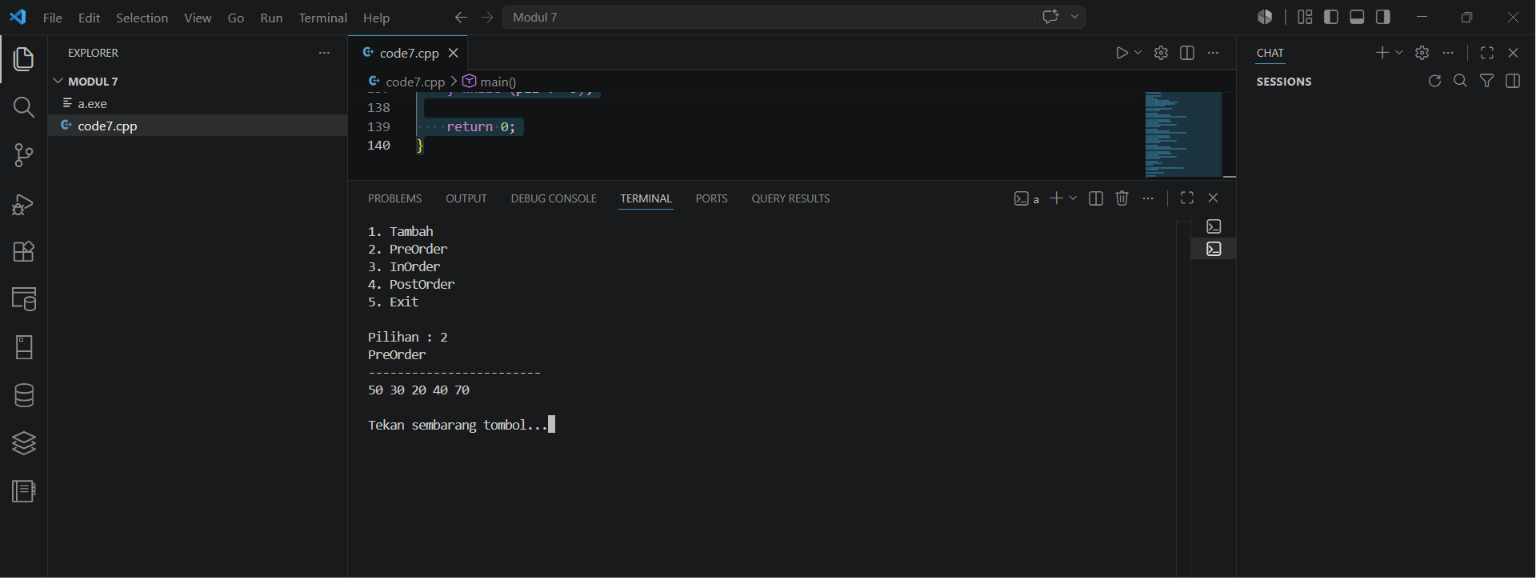 File Edit Selection View Go Run Terminal Help
Modul 7
EXPLORER
MODUL 7
a.exe
code7.cpp
code7.cpp
code7.cpp > main()
138
139 return 0;
140 }
PROBLEMS OUTPUT DEBUG CONSOLE TERMINAL PORTS QUERY RESULTS
a
1. Tambah
2. PreOrder
3. InOrder
4. PostOrder
5. Exit
Pilihan : 2
PreOrder
------------------------
50 30 20 40 70
Tekan sembarang tombol...
CHAT
SESSIONS